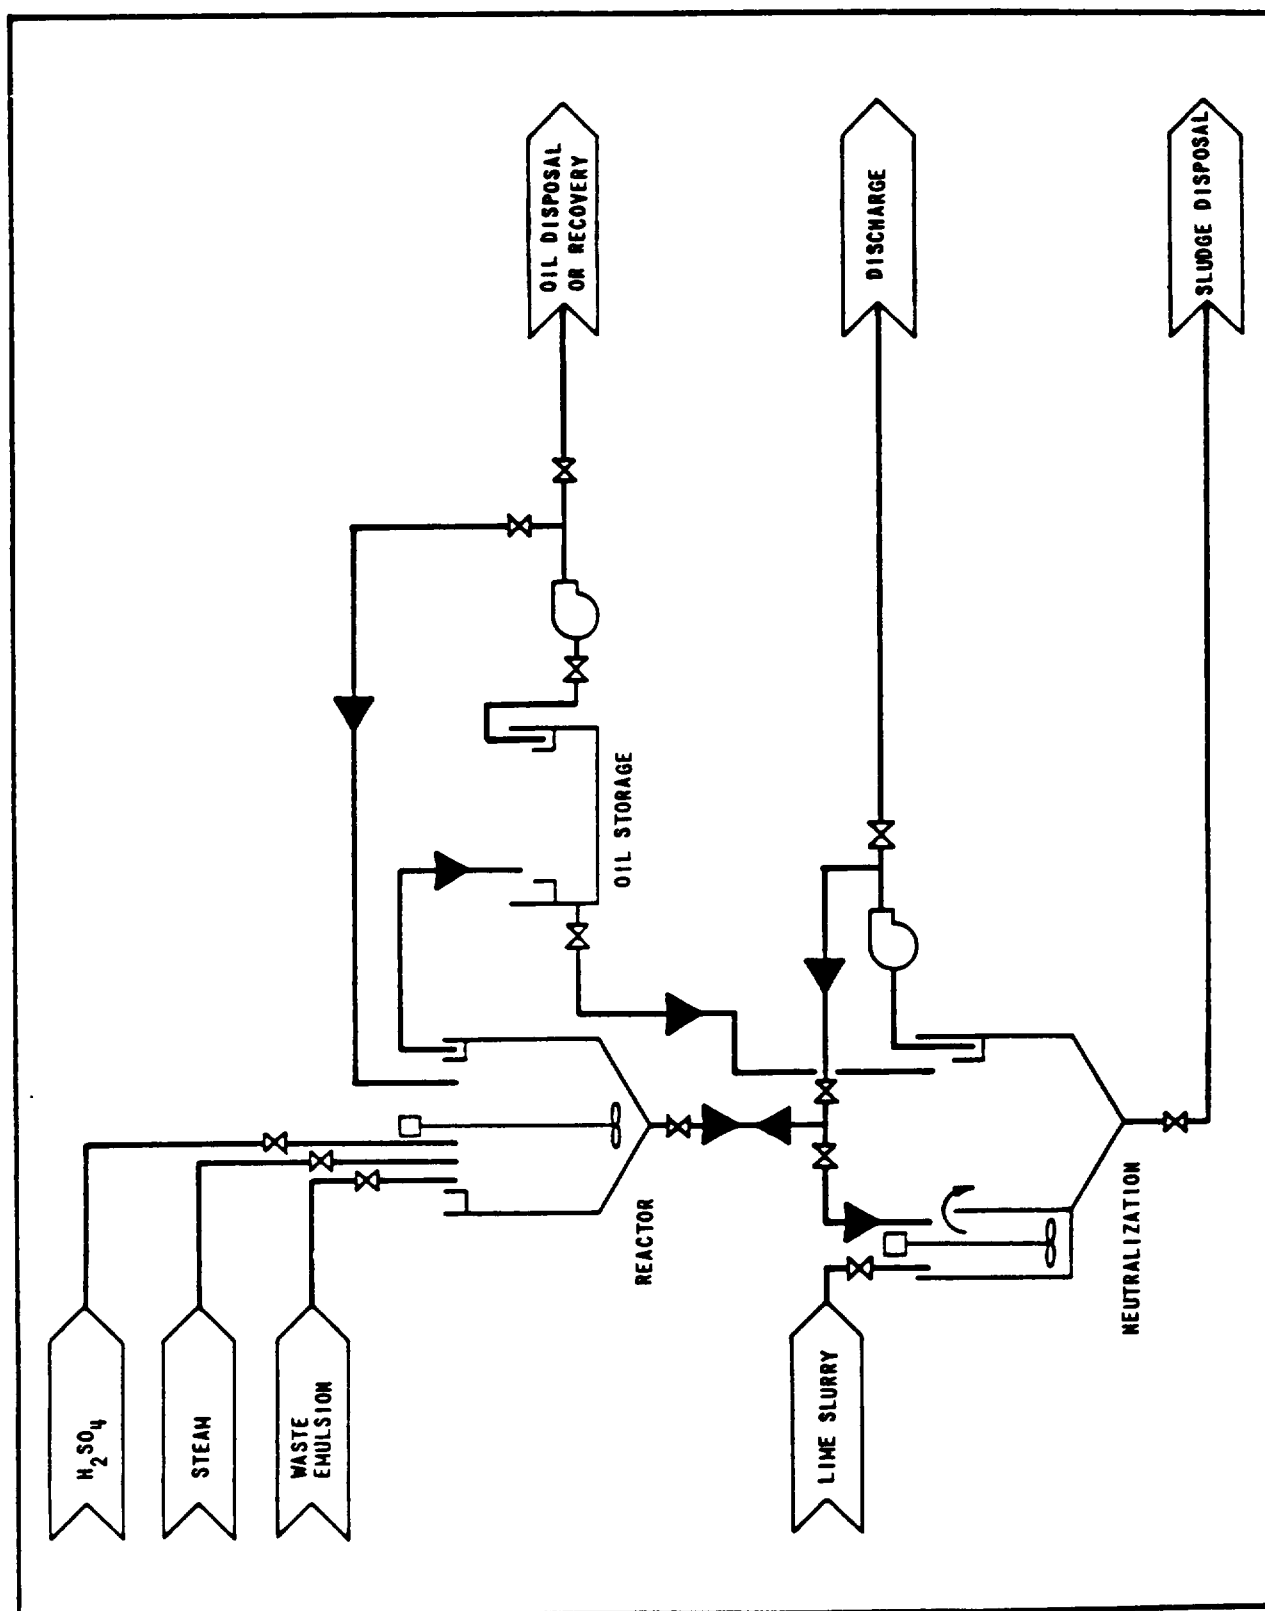 H2SO4
STEAM
WASTE
EMULSION
OIL DISPOSAL
OR RECOVERY
OIL STORAGE
REACTOR
LIME SLURRY
DISCHARGE
NEUTRALIZATION
SLUDGE DISPOSAL